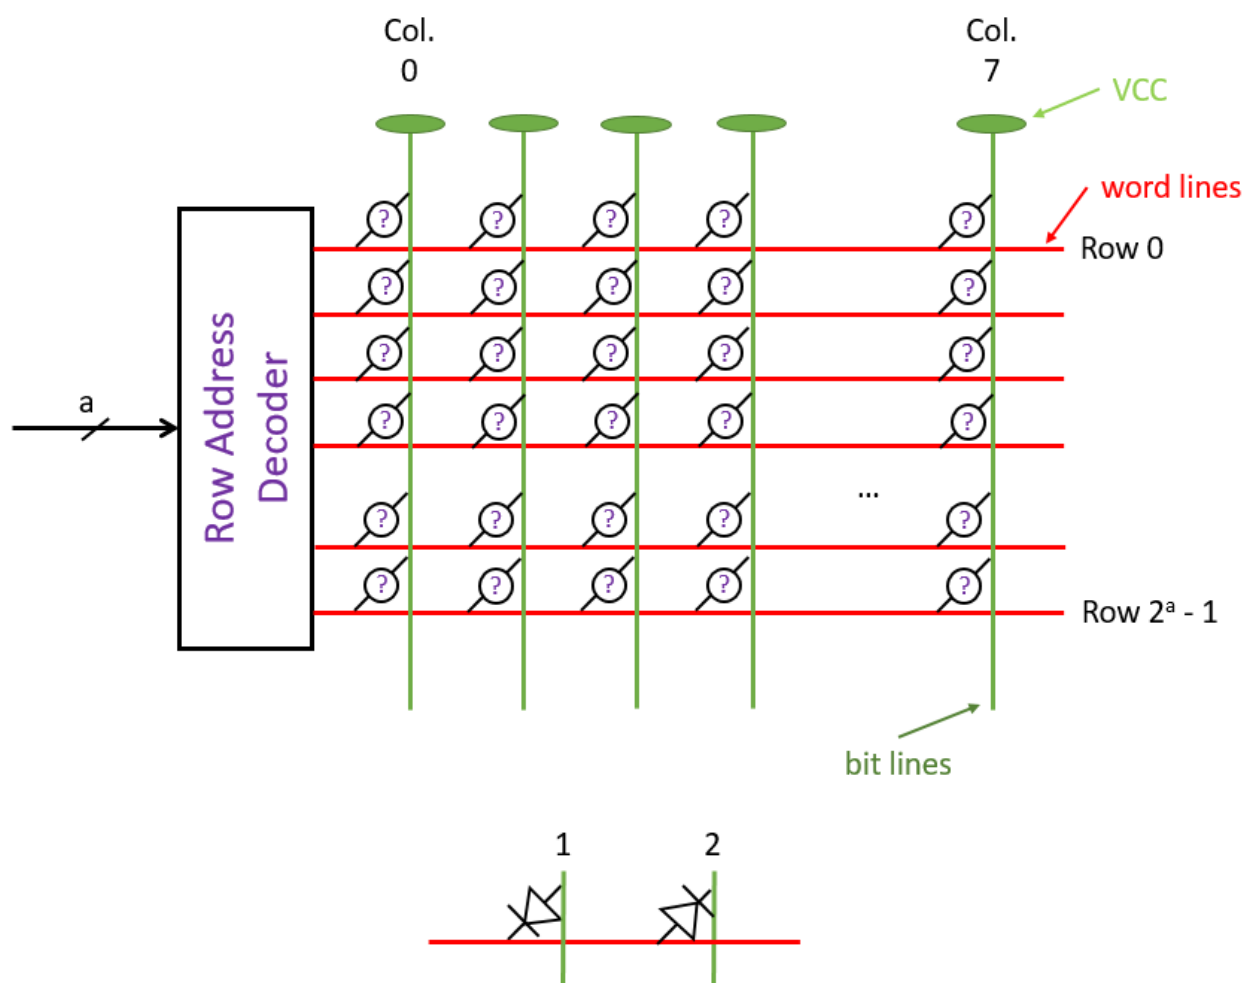 Col.
0
Col.
7
VCC
word lines
? ? ? ? ?
Row 0
? ? ? ? ?
? ? ? ? ?
Row Address
Decoder
a
? ? ? ? ?
...
? ? ? ? ?
? ? ? ? ?
Row 2ᵃ - 1
bit lines
1
2